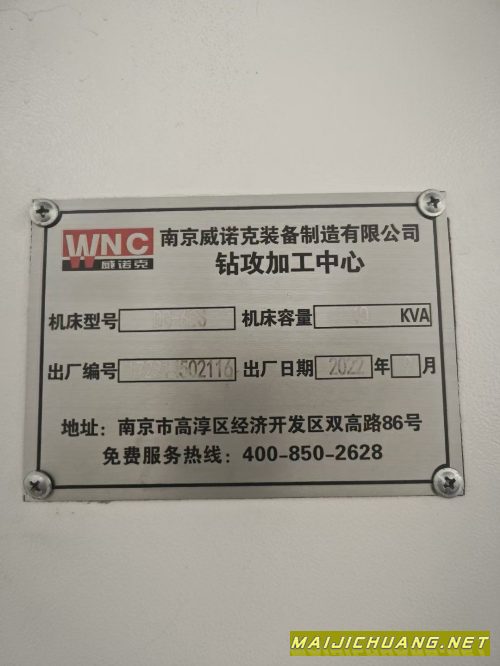 WNC
威诺克
南京威诺克装备制造有限公司
钻攻加工中心
机床型号 机床容量 KVA
出厂编号 502116 出厂日期 2022 年 月
地址：南京市高淳区经济开发区双高路86号
免费服务热线：400-850-2628
MAIJICHUANG.NET